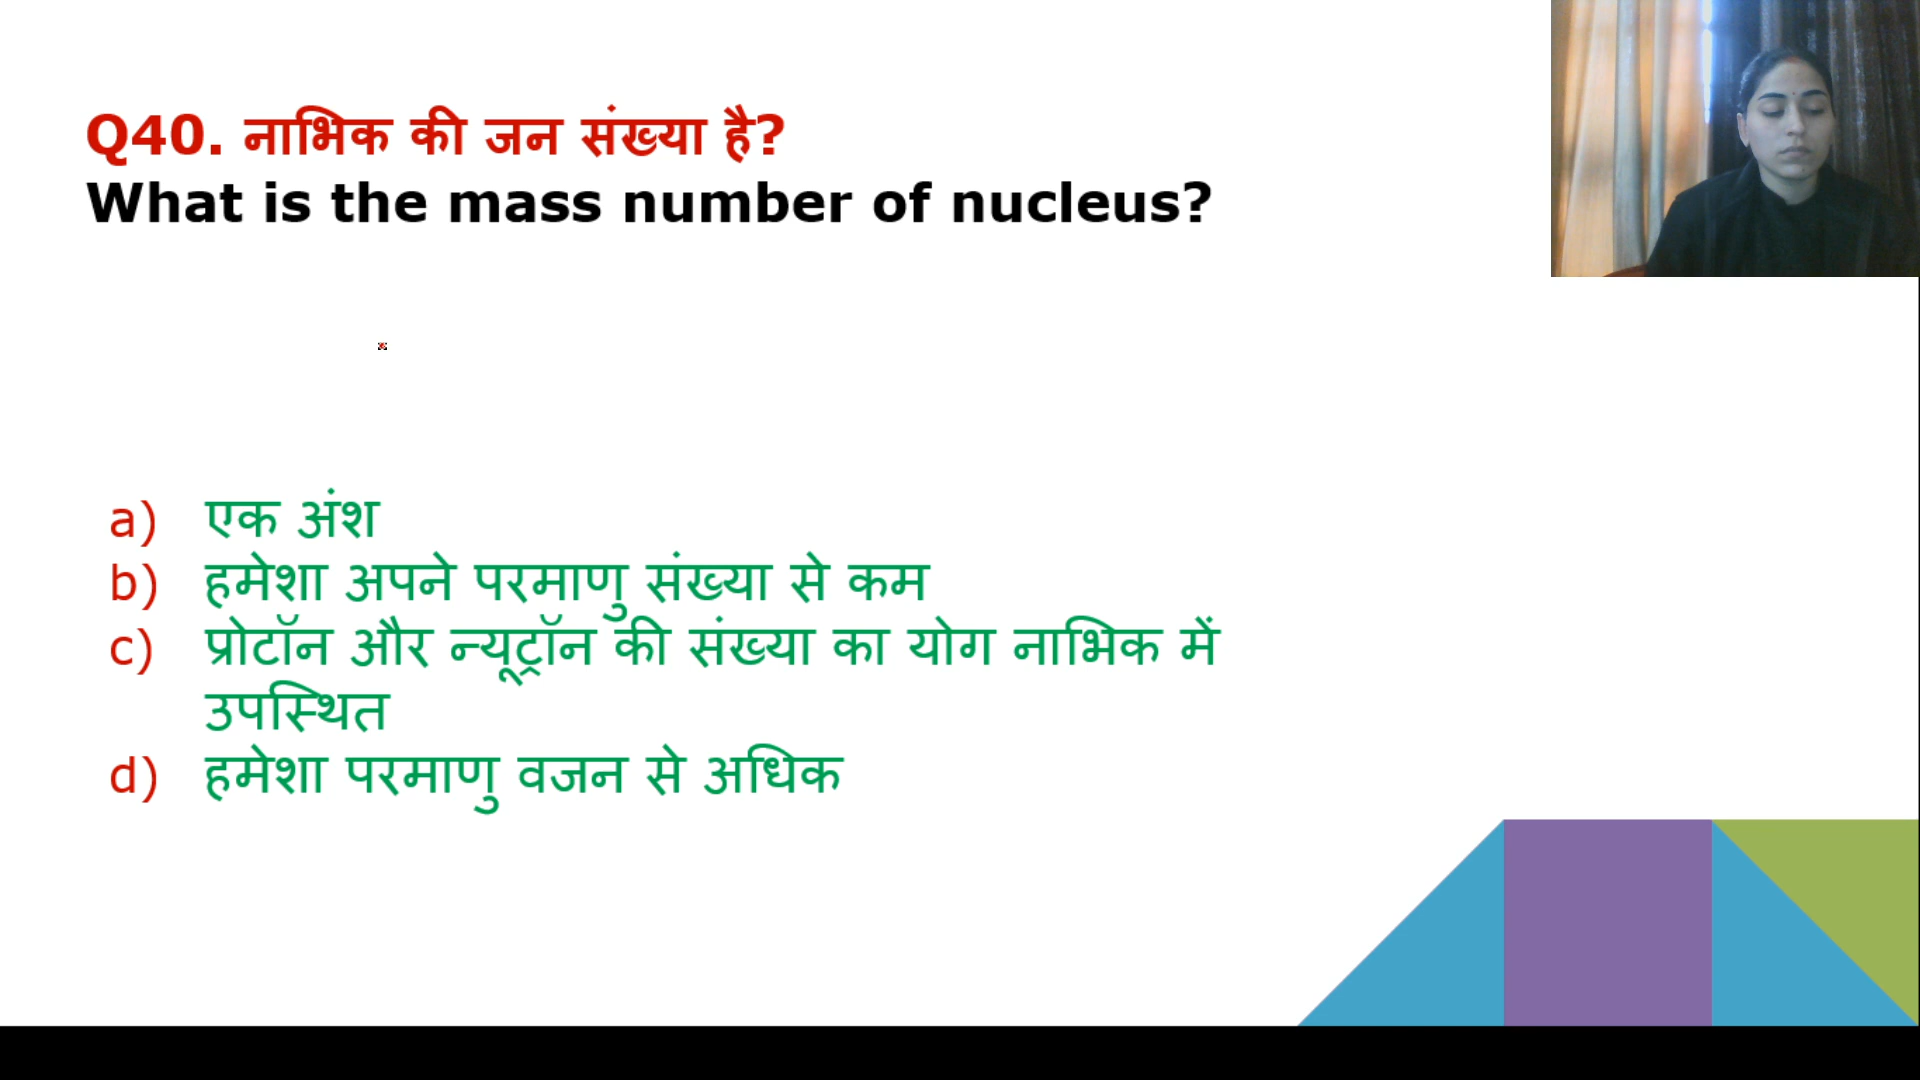 Q40. नाभिक की जन संख्या है?
What is the mass number of nucleus?
a) एक अंश
b) हमेशा अपने परमाणु संख्या से कम
c) प्रोटॉन और न्यूट्रॉन की संख्या का योग नाभिक में
उपस्थित
d) हमेशा परमाणु वजन से अधिक